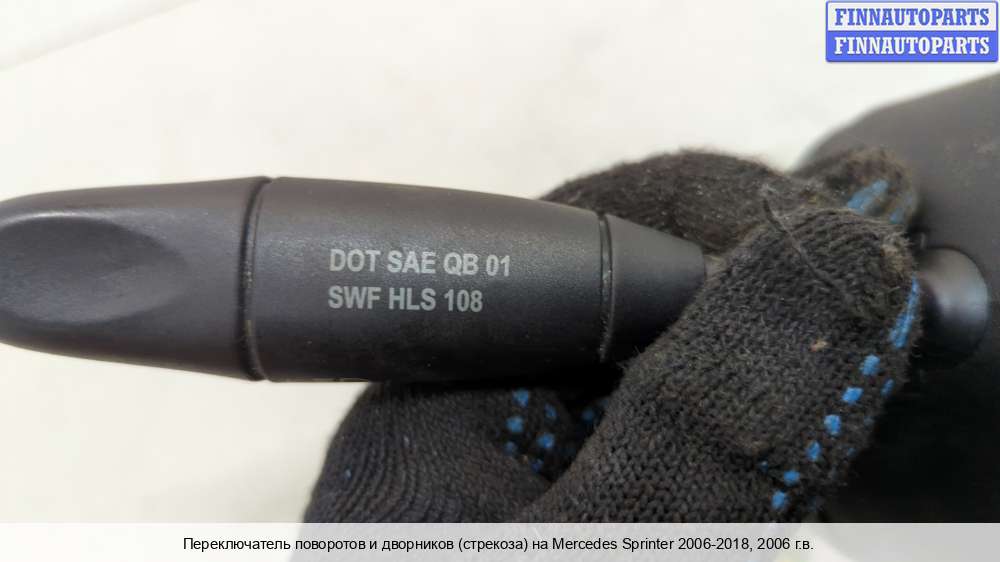 FINNAUTOPARTS
FINNAUTOPARTS
DOT SAE QB 01
SWF HLS 108
Переключатель поворотов и дворников (стрекоза) на Mercedes Sprinter 2006-2018, 2006 г.в.